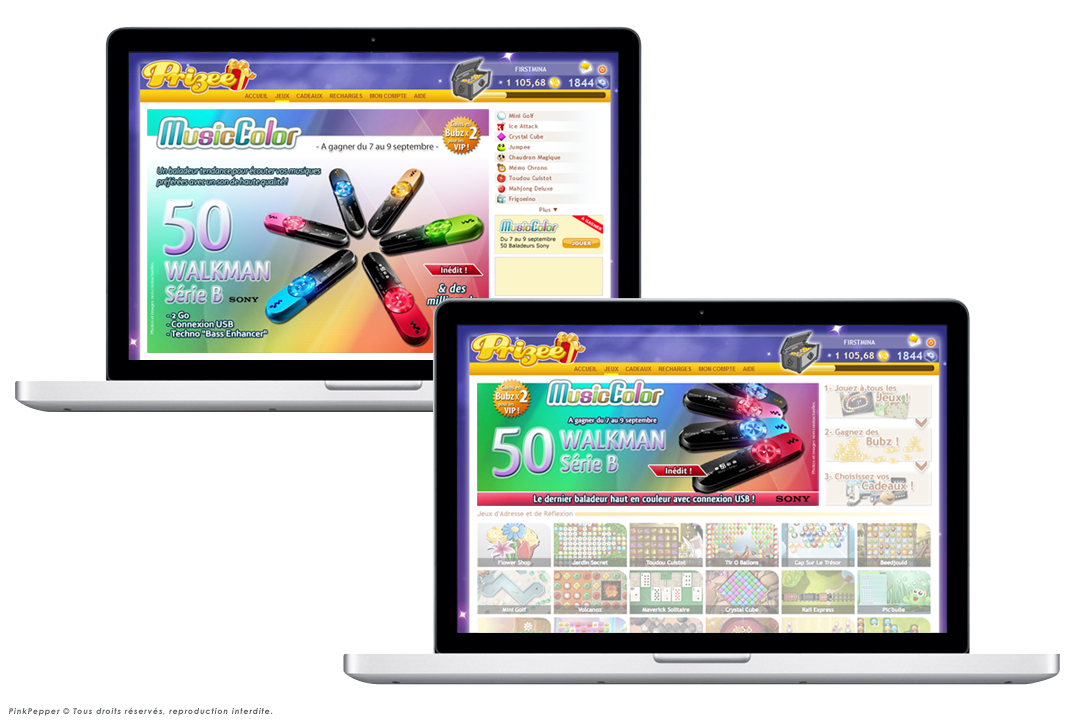 Prizee
FIRSTMINA
1 105,68 1844
ACCUEIL JEUX CADEAUX RECHARGES MON COMPTE AIDE
MusicColor
- A gagner du 7 au 9 septembre -
Bubz x 2
pour les
VIP !
Un baladeur tendance pour écouter vos musiques
préférées avec un son de haute qualité !
50
WALKMAN
Série B SONY
- 2 Go
- Connexion USB
- Techno "Bass Enhancer"
Inédit !
& des
Mini Golf
Ice Attack
Crystal Cube
Jumpee
Chaudron Magique
Mémo Chrono
Toudou Cuistot
Mahjong Deluxe
Frigomino
Plus ▼
MusicColor
A GAGNER
Du 7 au 9 septembre
50 Baladeurs Sony
JOUER
Prizee
FIRSTMINA
1 105,68 1844
ACCUEIL JEUX CADEAUX RECHARGES MON COMPTE AIDE
Bubz x 2
pour les
VIP !
MusicColor
A gagner du 7 au 9 septembre
50 WALKMAN
Série B
Inédit !
Le dernier baladeur haut en couleur avec connexion USB ! SONY
1- Jouez à tous les
Jeux !
2- Gagnez des
Bubz !
3- Choisissez vos
Cadeaux !
Jeux d'Adresse et de Réflexion
Flower Shop Jardin Secret Toudou Cuistot Tir O Ballons Cap Sur Le Trésor Beedjould
Mini Golf Volcanoz Maverick Solitaire Crystal Cube Rail Express Pic'bulle
PinkPepper © Tous droits réservés, reproduction interdite.